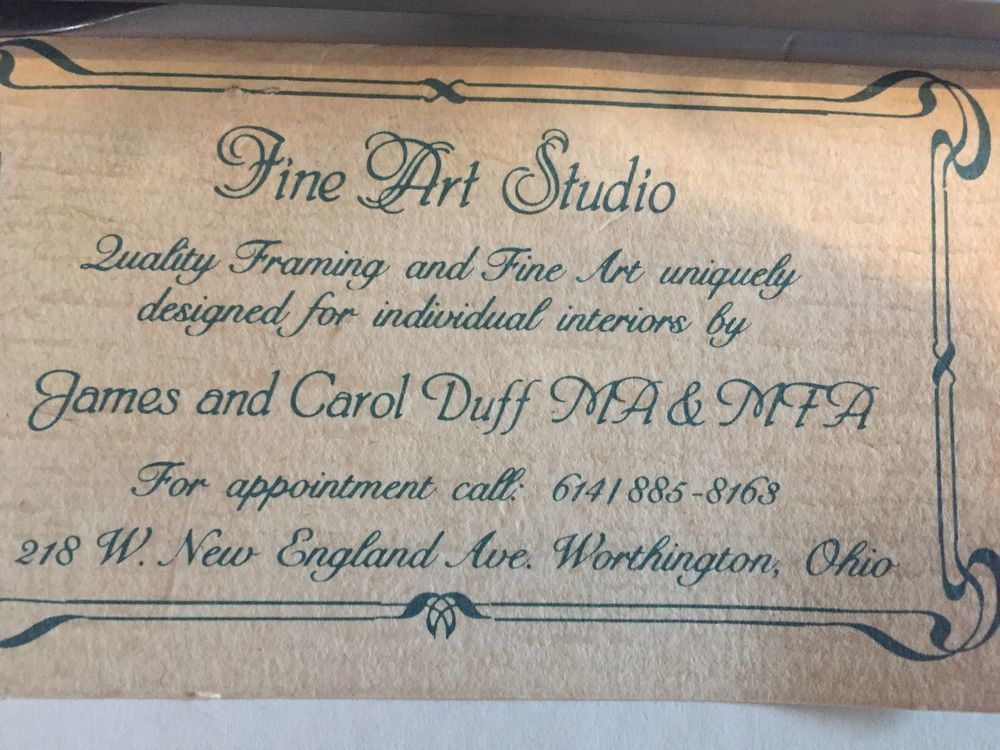 Fine Art Studio
Quality Framing and Fine Art uniquely
designed for individual interiors by
James and Carol Duff MA & MFA
For appointment call: 614/885-8163
218 W. New England Ave. Worthington, Ohio